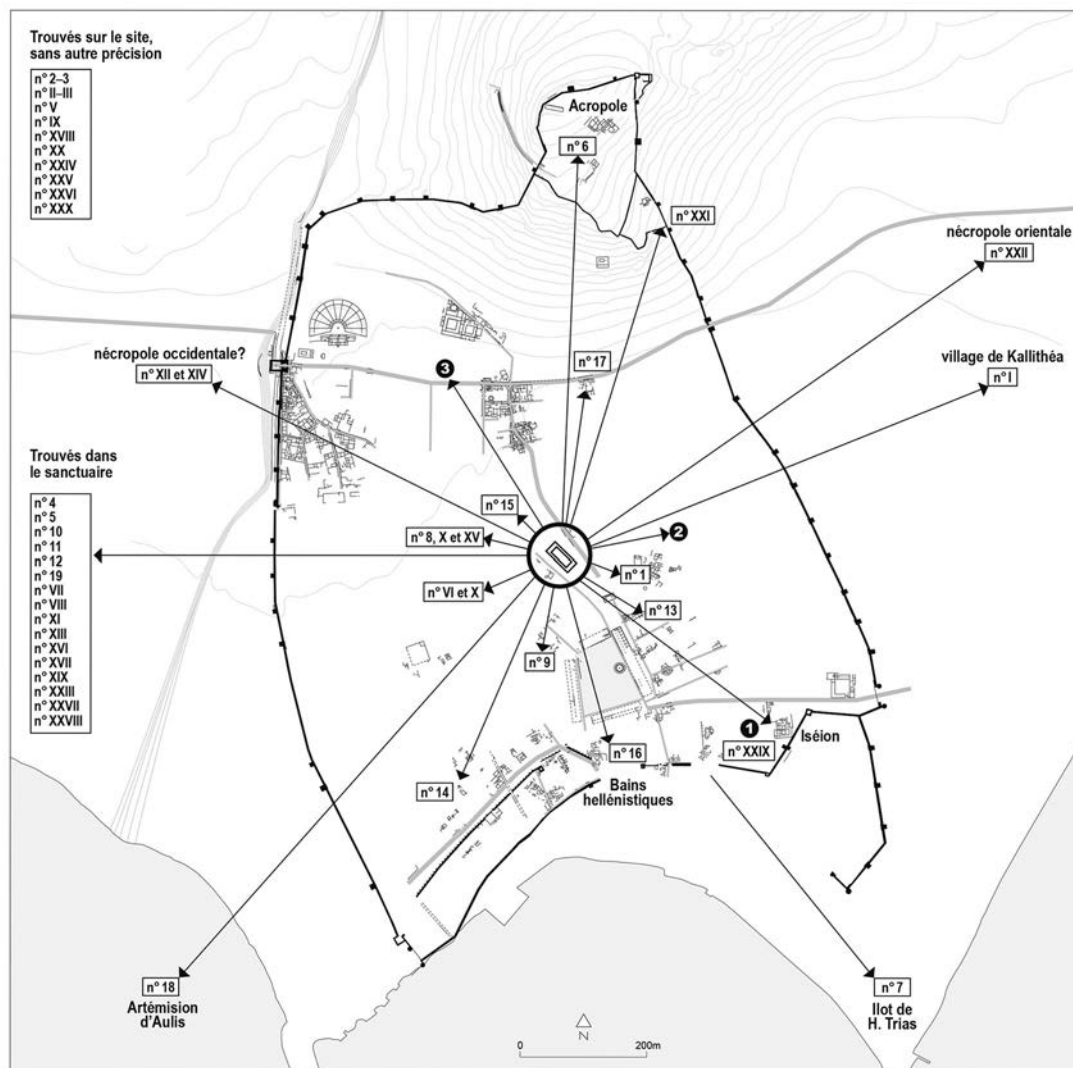 Trouvés sur le site,
sans autre précision
n° 2–3
n° II–III
n° V
n° IX
n° XVIII
n° XX
n° XXIV
n° XXV
n° XXVI
n° XXX
Acropole
n° 6
n° XXI
nécropole orientale
n° XXII
village de Kallithéa
n° I
nécropole occidentale?
n° XII et XIV
3
n° 17
Trouvés dans
le sanctuaire
n° 4
n° 5
n° 10
n° 11
n° 12
n° 19
n° VII
n° VIII
n° XI
n° XIII
n° XVI
n° XVII
n° XIX
n° XXIII
n° XXVII
n° XXVIII
n° 15
n° 8, X et XV
2
n° 1
n° VI et X
n° 13
n° 9
1
n° XXIX
Iséion
n° 16
Bains
hellénistiques
n° 14
n° 18
Artémision
d'Aulis
n° 7
Ilot de
H. Trias
N
0 200m